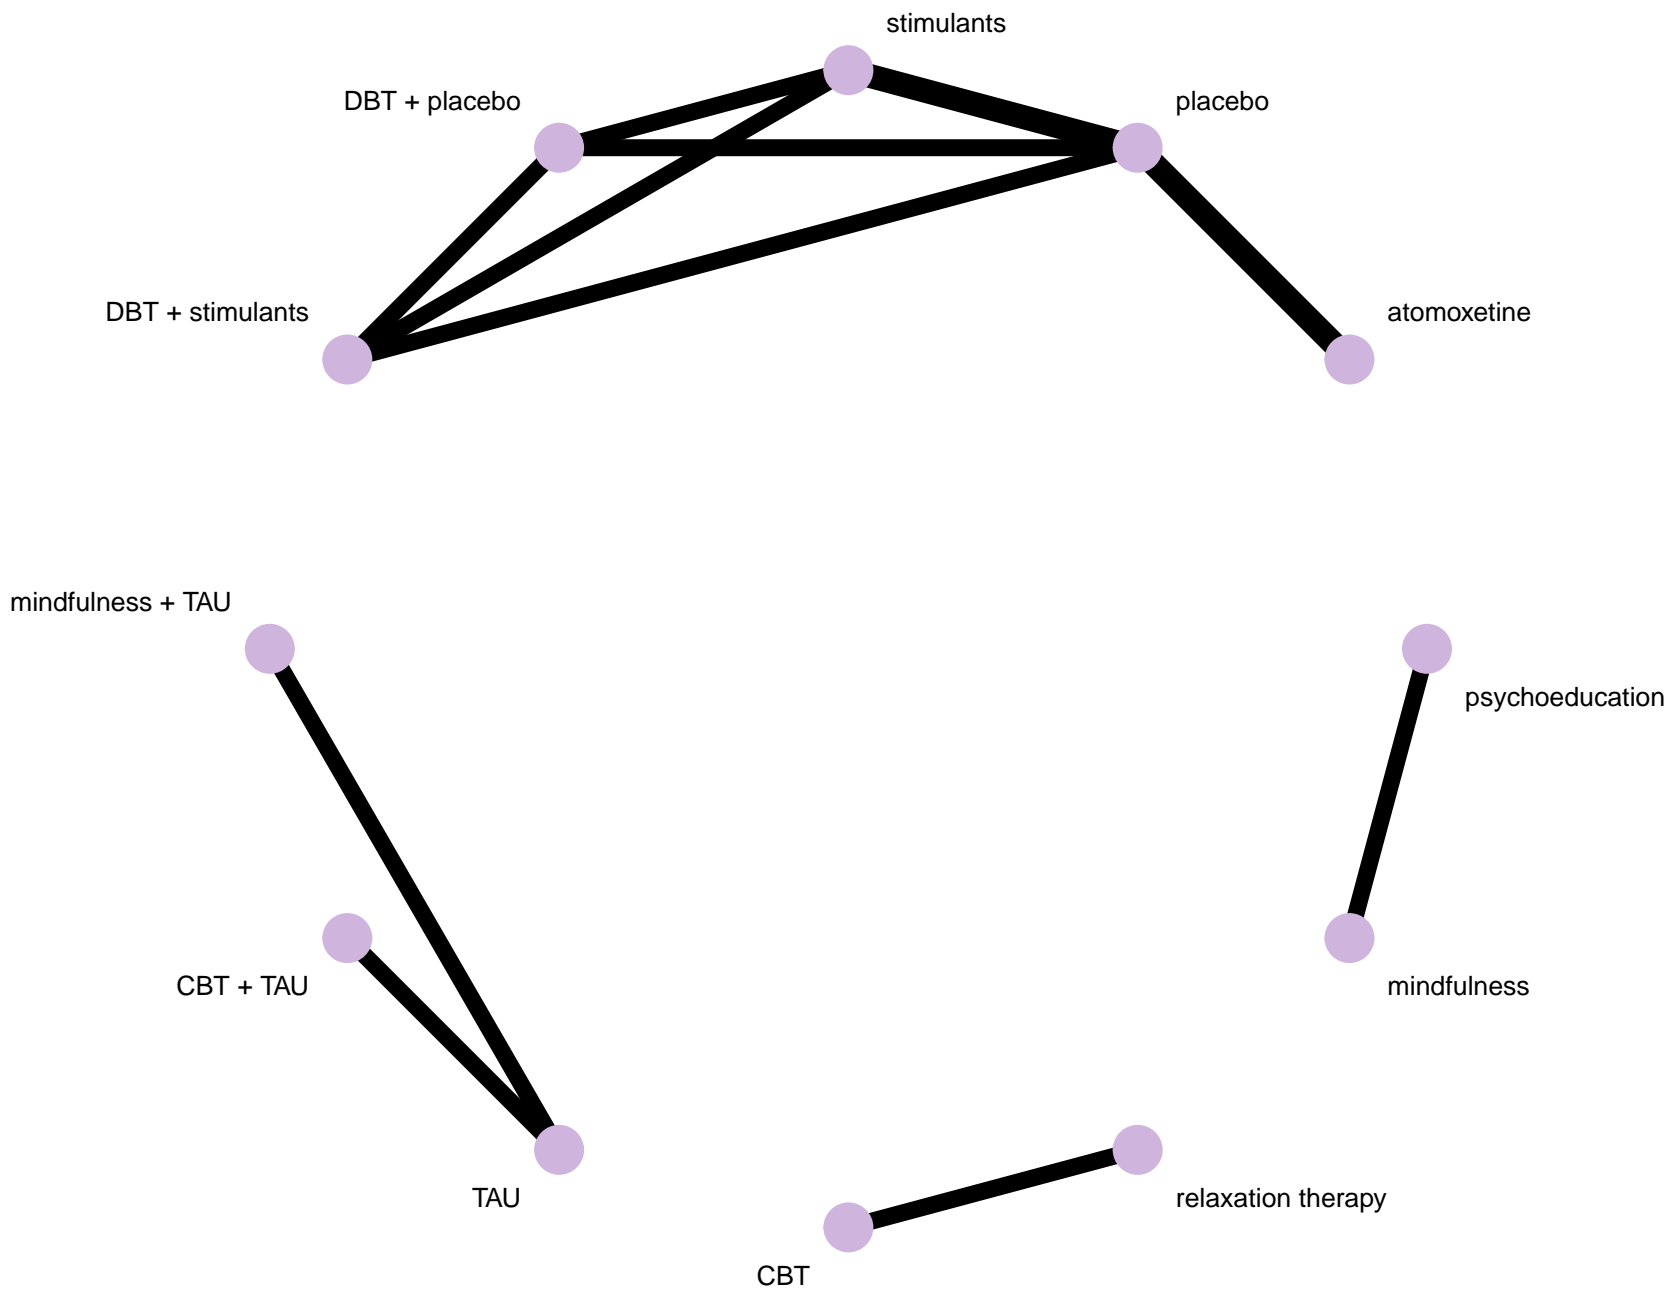 stimulants
DBT + placebo
placebo
DBT + stimulants
atomoxetine
mindfulness + TAU
psychoeducation
CBT + TAU
mindfulness
TAU
relaxation therapy
CBT